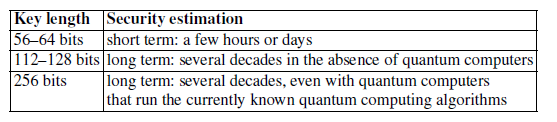 Key length Security estimation
56–64 bits short term: a few hours or days
112–128 bits long term: several decades in the absence of quantum computers
256 bits long term: several decades, even with quantum computers
that run the currently known quantum computing algorithms